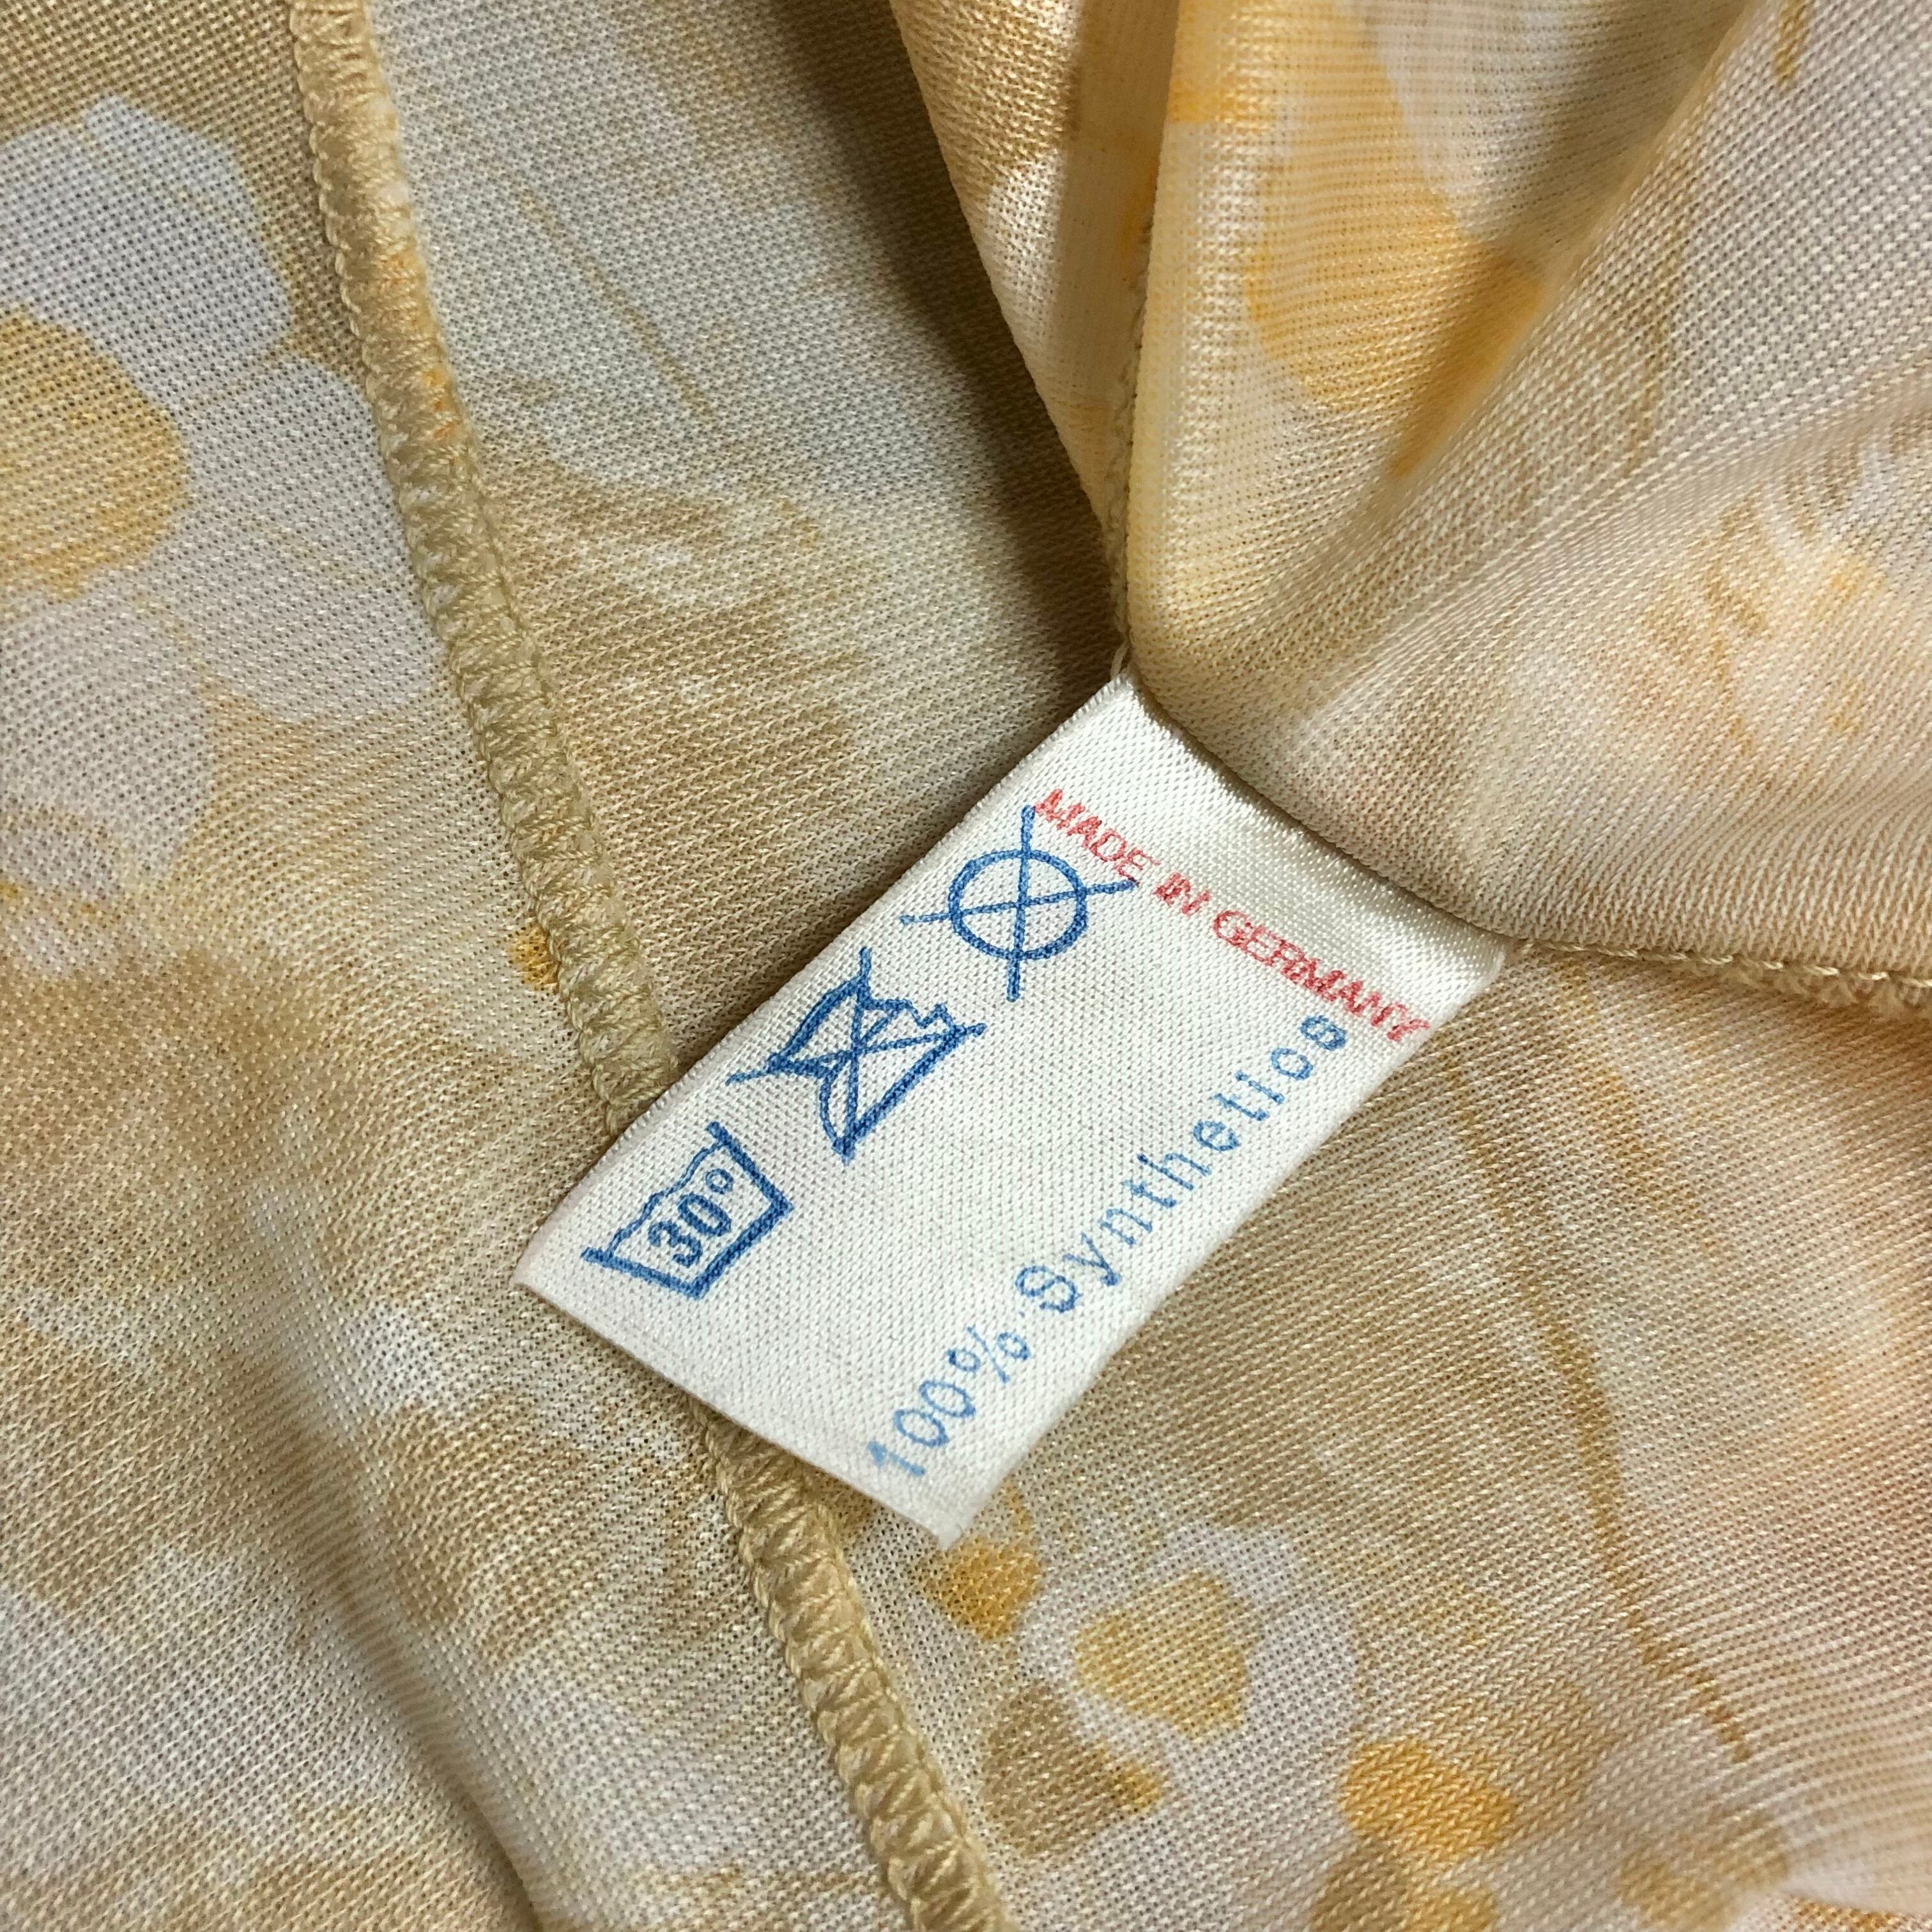 MADE IN GERMANY
30°
100% Synthetics